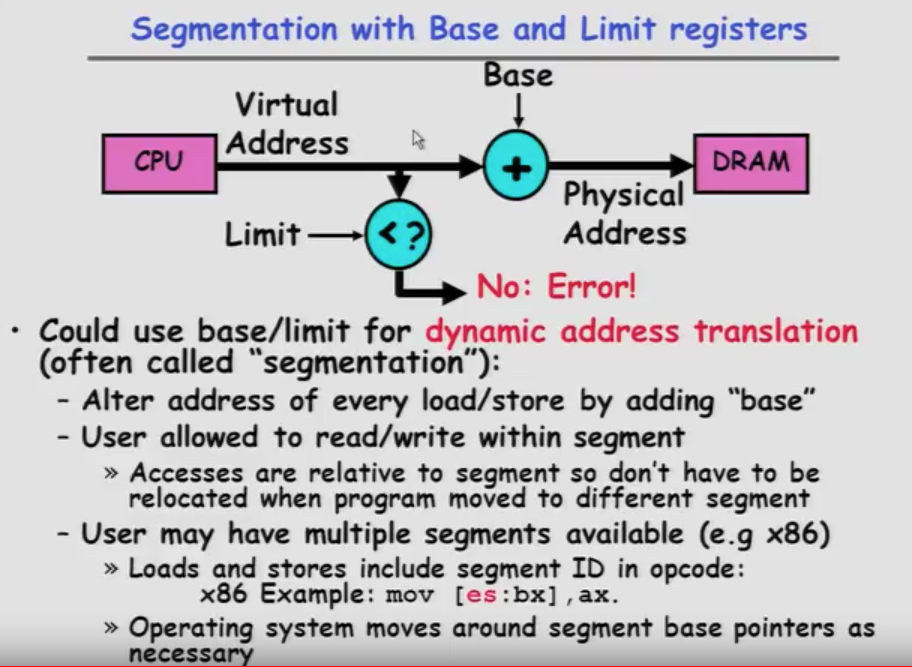 Segmentation with Base and Limit registers
Base
Virtual
Address
CPU
+
DRAM
Physical
Address
Limit
<?
No: Error!
• Could use base/limit for dynamic address translation
(often called “segmentation”):
– Alter address of every load/store by adding “base”
– User allowed to read/write within segment
» Accesses are relative to segment so don’t have to be
relocated when program moved to different segment
– User may have multiple segments available (e.g x86)
» Loads and stores include segment ID in opcode:
x86 Example: mov [es:bx],ax.
» Operating system moves around segment base pointers as
necessary